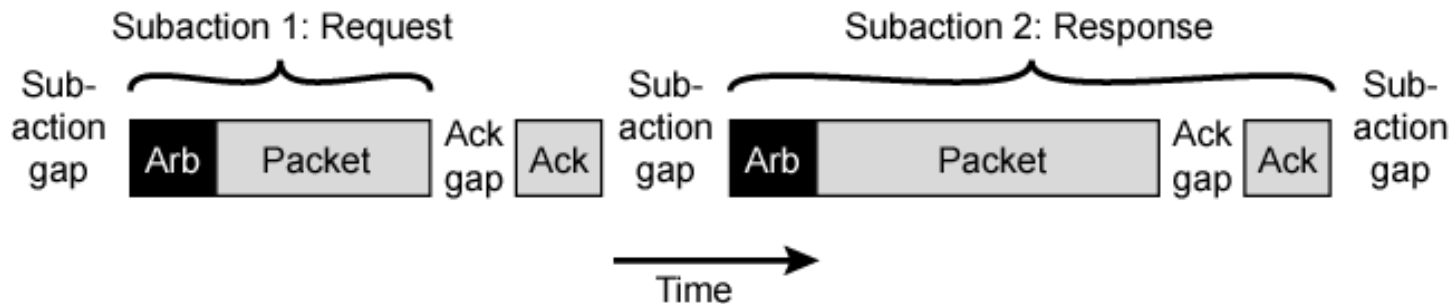 Subaction 1: Request
Subaction 2: Response
Sub-
action
gap
Arb
Packet
Ack
gap
Ack
Sub-
action
gap
Arb
Packet
Ack
gap
Ack
Sub-
action
gap
Time